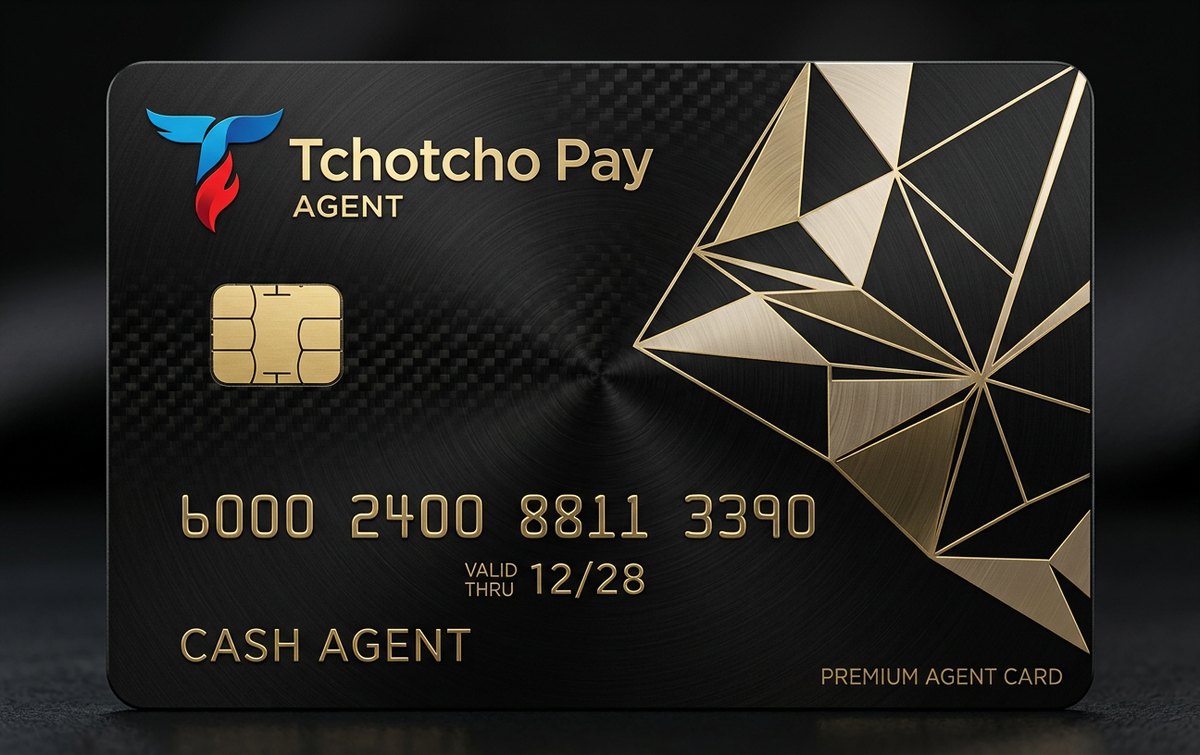 Tchotcho Pay
AGENT
6000 2400 8811 3390
VALID THRU 12/28
CASH AGENT
PREMIUM AGENT CARD